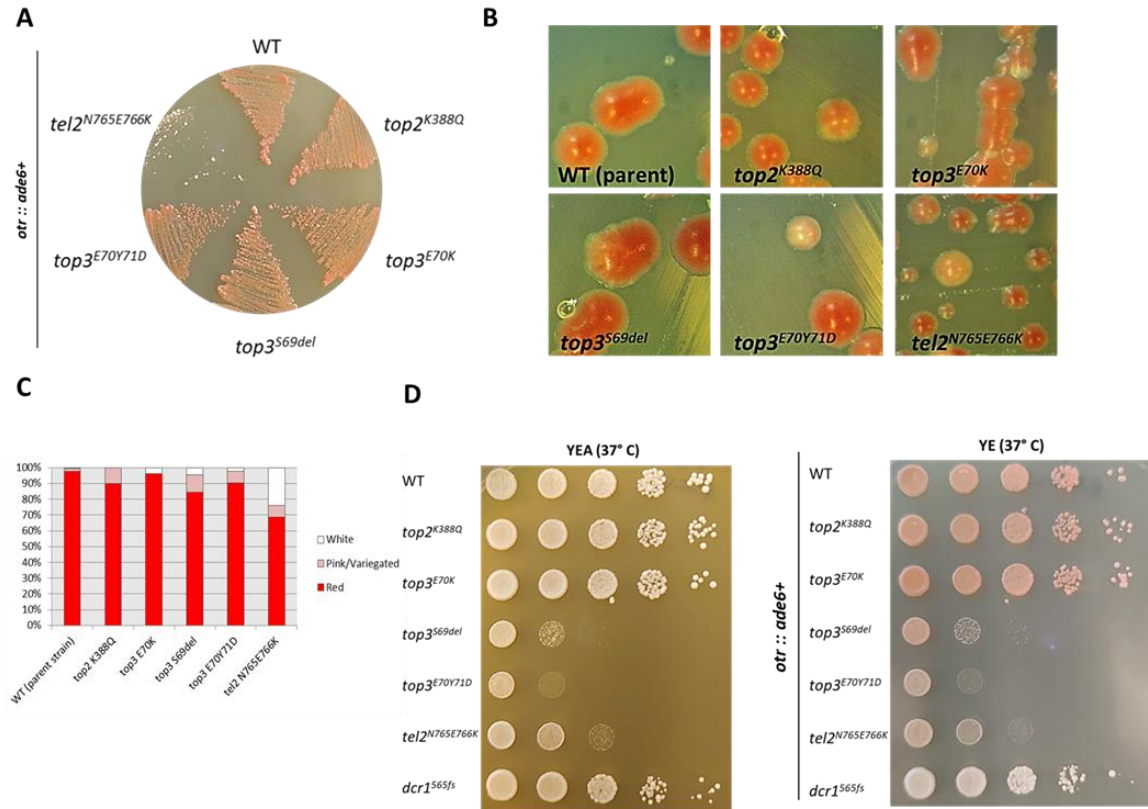 A
WT
tel2N765E766K
top2K388Q
otr :: ade6+
top3E70Y71D
top3E70K
top3S69del
B
WT (parent)
top2K388Q
top3E70K
top3S69del
top3E70Y71D
tel2N765E766K
C
100%
90%
80%
70%
60%
50%
40%
30%
20%
10%
0%
White
Pink/Variegated
Red
WT (parent strain)
top2 K388Q
top3 E70K
top3 S69del
top3 E70Y71D
tel2 N765E766K
D
YEA (37° C)
WT
top2K388Q
top3E70K
top3S69del
top3E70Y71D
tel2N765E766K
dcr1565fs
YE (37° C)
otr :: ade6+
WT
top2K388Q
top3E70K
top3S69del
top3E70Y71D
tel2N765E766K
dcr1565fs